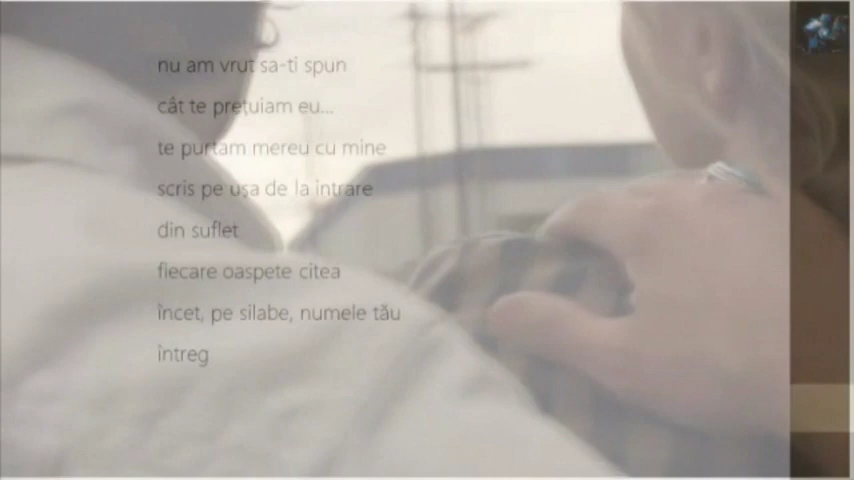 nu am vrut sa-ti spun
cât te prețuiam eu...
te purtam mereu cu mine
scris pe ușa de la intrare
din suflet
fiecare oaspete citea
încet, pe silabe, numele tău
întreg